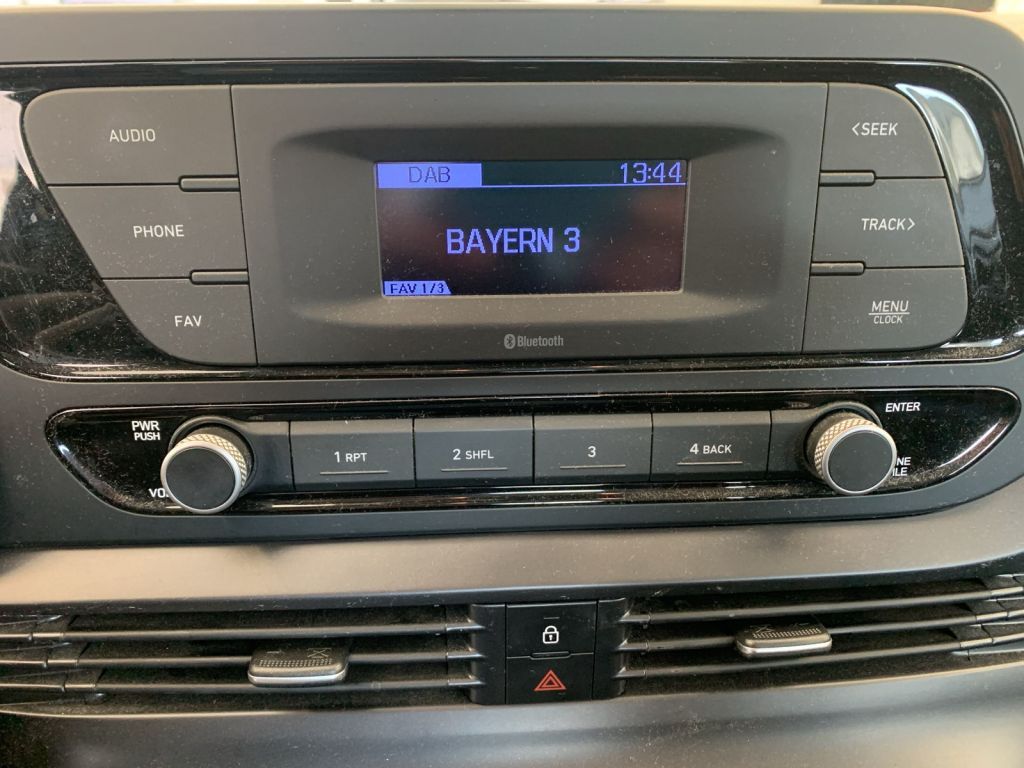 AUDIO
PHONE
FAV
DAB 13:44
BAYERN 3
FAV 1/3
Bluetooth
<SEEK
TRACK>
MENU
CLOCK
PWR
PUSH
1 RPT
2 SHFL
3
4 BACK
ENTER